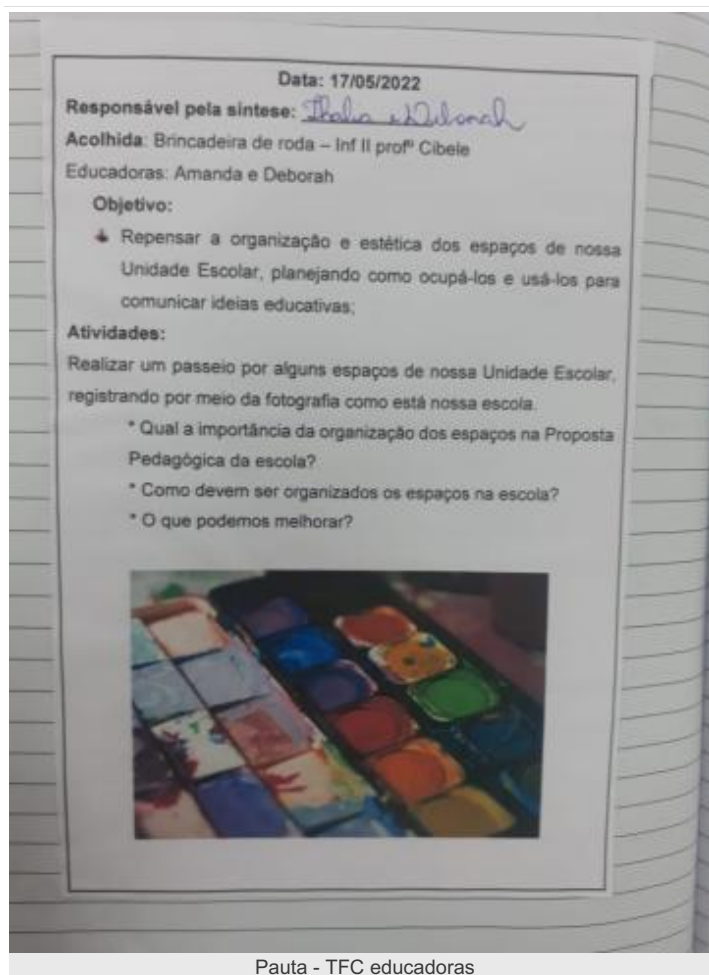 Data: 17/05/2022
Responsável pela síntese: Thalia e Deborah
Acolhida: Brincadeira de roda – Inf II profª Cibele
Educadoras: Amanda e Deborah
Objetivo:
Repensar a organização e estética dos espaços de nossa
Unidade Escolar, planejando como ocupá-los e usá-los para
comunicar ideias educativas;
Atividades:
Realizar um passeio por alguns espaços de nossa Unidade Escolar,
registrando por meio da fotografia como está nossa escola.
* Qual a importância da organização dos espaços na Proposta
Pedagógica da escola?
* Como devem ser organizados os espaços na escola?
* O que podemos melhorar?
Pauta - TFC educadoras